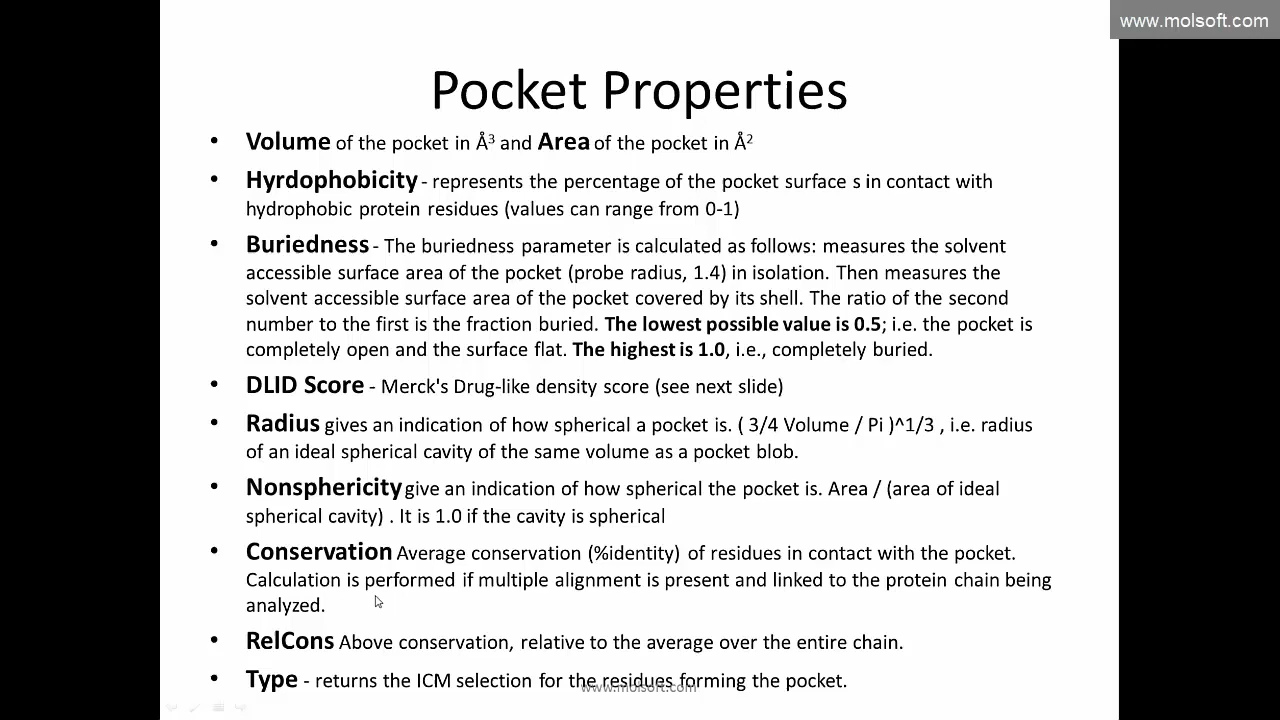 www.molsoft.com
Pocket Properties
• Volume of the pocket in Å³ and Area of the pocket in Å²
• Hyrdophobicity - represents the percentage of the pocket surface s in contact with
hydrophobic protein residues (values can range from 0-1)
• Buriedness - The buriedness parameter is calculated as follows: measures the solvent
accessible surface area of the pocket (probe radius, 1.4) in isolation. Then measures the
solvent accessible surface area of the pocket covered by its shell. The ratio of the second
number to the first is the fraction buried. The lowest possible value is 0.5; i.e. the pocket is
completely open and the surface flat. The highest is 1.0, i.e., completely buried.
• DLID Score - Merck's Drug-like density score (see next slide)
• Radius gives an indication of how spherical a pocket is. ( 3/4 Volume / Pi )^1/3 , i.e. radius
of an ideal spherical cavity of the same volume as a pocket blob.
• Nonsphericity give an indication of how spherical the pocket is. Area / (area of ideal
spherical cavity) . It is 1.0 if the cavity is spherical
• Conservation Average conservation (%identity) of residues in contact with the pocket.
Calculation is performed if multiple alignment is present and linked to the protein chain being
analyzed.
• RelCons Above conservation, relative to the average over the entire chain.
• Type - returns the ICM selection for the residues forming the pocket.
www.molsoft.com